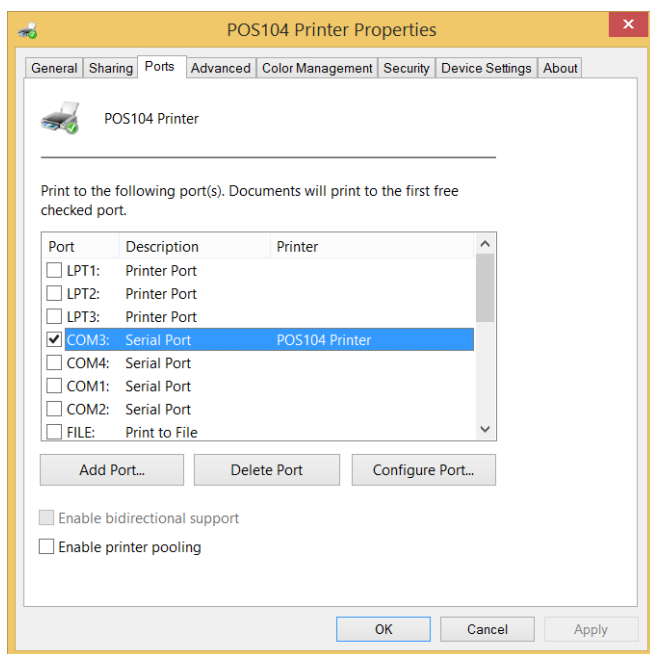 POS104 Printer Properties
General Sharing Ports Advanced Color Management Security Device Settings About
POS104 Printer
Print to the following port(s). Documents will print to the first free
checked port.
Port Description Printer
LPT1: Printer Port
LPT2: Printer Port
LPT3: Printer Port
COM3: Serial Port POS104 Printer
COM4: Serial Port
COM1: Serial Port
COM2: Serial Port
FILE: Print to File
Add Port... Delete Port Configure Port...
Enable bidirectional support
Enable printer pooling
OK Cancel Apply